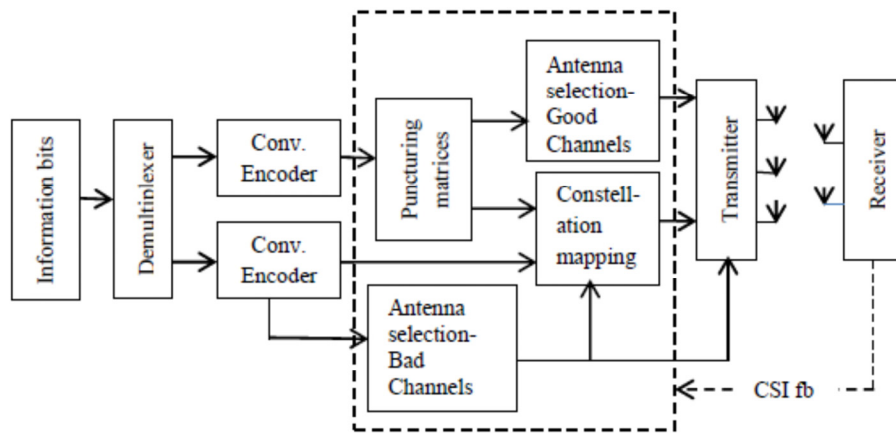 Information bits
Demultiplexer
Conv.
Encoder
Conv.
Encoder
Puncturing
matrices
Antenna
selection-
Good
Channels
Constell-
ation
mapping
Antenna
selection-
Bad
Channels
Transmitter
Receiver
CSI fb